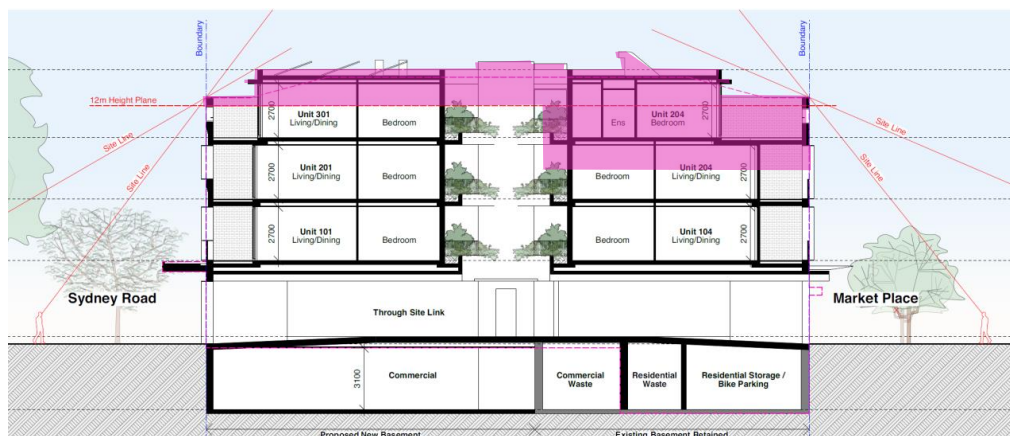 Boundary
Boundary
12m Height Plane
Site Line
Site Line
Site Line
Site Line
2700
Unit 301
Living/Dining
Bedroom
Ens
Unit 204
Bedroom
2700
2700
Unit 201
Living/Dining
Bedroom
Bedroom
Unit 204
Living/Dining
2700
2700
Unit 101
Living/Dining
Bedroom
Bedroom
Unit 104
Living/Dining
2700
Sydney Road
Market Place
Through Site Link
3100
Commercial
Commercial
Waste
Residential
Waste
Residential Storage /
Bike Parking
Proposed New Basement
Existing Basement Retained